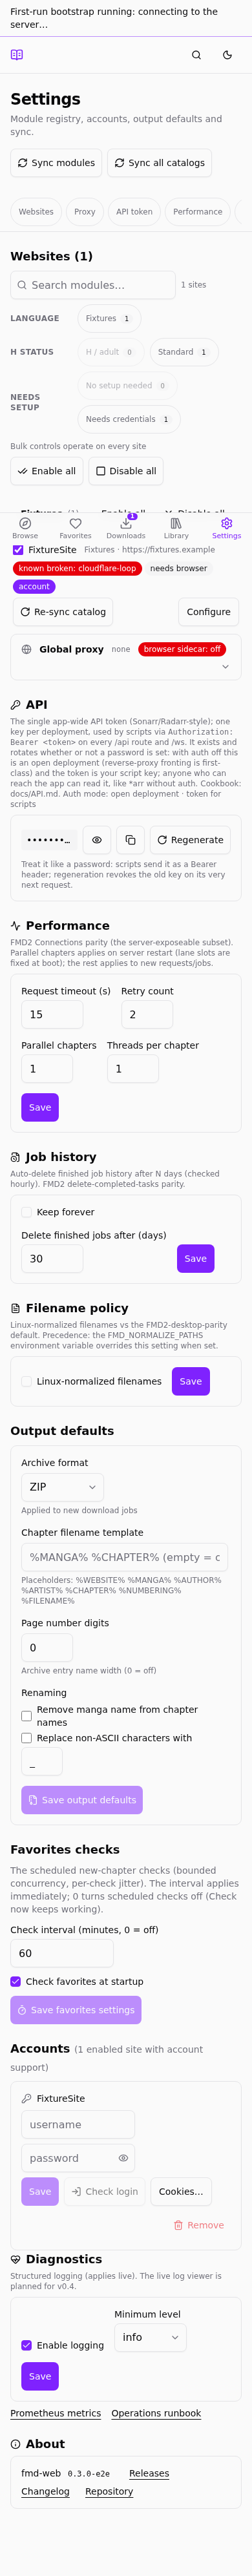 First-run bootstrap running: connecting to the
server…
Settings
Module registry, accounts, output defaults and
sync.
Sync modules
Sync all catalogs
Websites
Proxy
API token
Performance
Websites (1)
Search modules…
1 sites
LANGUAGE
Fixtures 1
H STATUS
H / adult 0
Standard 1
NEEDS
SETUP
No setup needed 0
Needs credentials 1
Bulk controls operate on every site
Enable all
Disable all
1
Browse
Favorites
Downloads
Library
Settings
FixtureSite
Fixtures · https://fixtures.example
known broken: cloudflare-loop
needs browser
account
Re-sync catalog
Configure
Global proxy
none
browser sidecar: off
API
The single app-wide API token (Sonarr/Radarr-style); one
key per deployment, used by scripts via Authorization:
Bearer <token> on every /api route and /ws. It exists and
rotates whether or not a password is set: with auth off this
is an open deployment (reverse-proxy fronting is first-
class) and the token is your script key; anyone who can
reach the app can read it, like *arr without auth. Cookbook:
docs/API.md. Auth mode: open deployment · token for
scripts
•••••••…
Regenerate
Treat it like a password: scripts send it as a Bearer
header; regeneration revokes the old key on its very
next request.
Performance
FMD2 Connections parity (the server-exposeable subset).
Parallel chapters applies on server restart (lane slots are
fixed at boot); the rest applies to new requests/jobs.
Request timeout (s)
Retry count
15
2
Parallel chapters
Threads per chapter
1
1
Save
Job history
Auto-delete finished job history after N days (checked
hourly). FMD2 delete-completed-tasks parity.
Keep forever
Delete finished jobs after (days)
30
Save
Filename policy
Linux-normalized filenames vs the FMD2-desktop-parity
default. Precedence: the FMD_NORMALIZE_PATHS
environment variable overrides this setting when set.
Linux-normalized filenames
Save
Output defaults
Archive format
ZIP
Applied to new download jobs
Chapter filename template
%MANGA% %CHAPTER% (empty = c
Placeholders: %WEBSITE% %MANGA% %AUTHOR%
%ARTIST% %CHAPTER% %NUMBERING%
%FILENAME%
Page number digits
0
Archive entry name width (0 = off)
Renaming
Remove manga name from chapter
names
Replace non-ASCII characters with
_
Save output defaults
Favorites checks
The scheduled new-chapter checks (bounded
concurrency, per-check jitter). The interval applies
immediately; 0 turns scheduled checks off (Check
now keeps working).
Check interval (minutes, 0 = off)
60
Check favorites at startup
Save favorites settings
Accounts (1 enabled site with account
support)
FixtureSite
username
password
Save
Check login
Cookies…
Remove
Diagnostics
Structured logging (applies live). The live log viewer is
planned for v0.4.
Enable logging
Minimum level
info
Save
Prometheus metrics
Operations runbook
About
fmd-web 0.3.0-e2e
Releases
Changelog
Repository